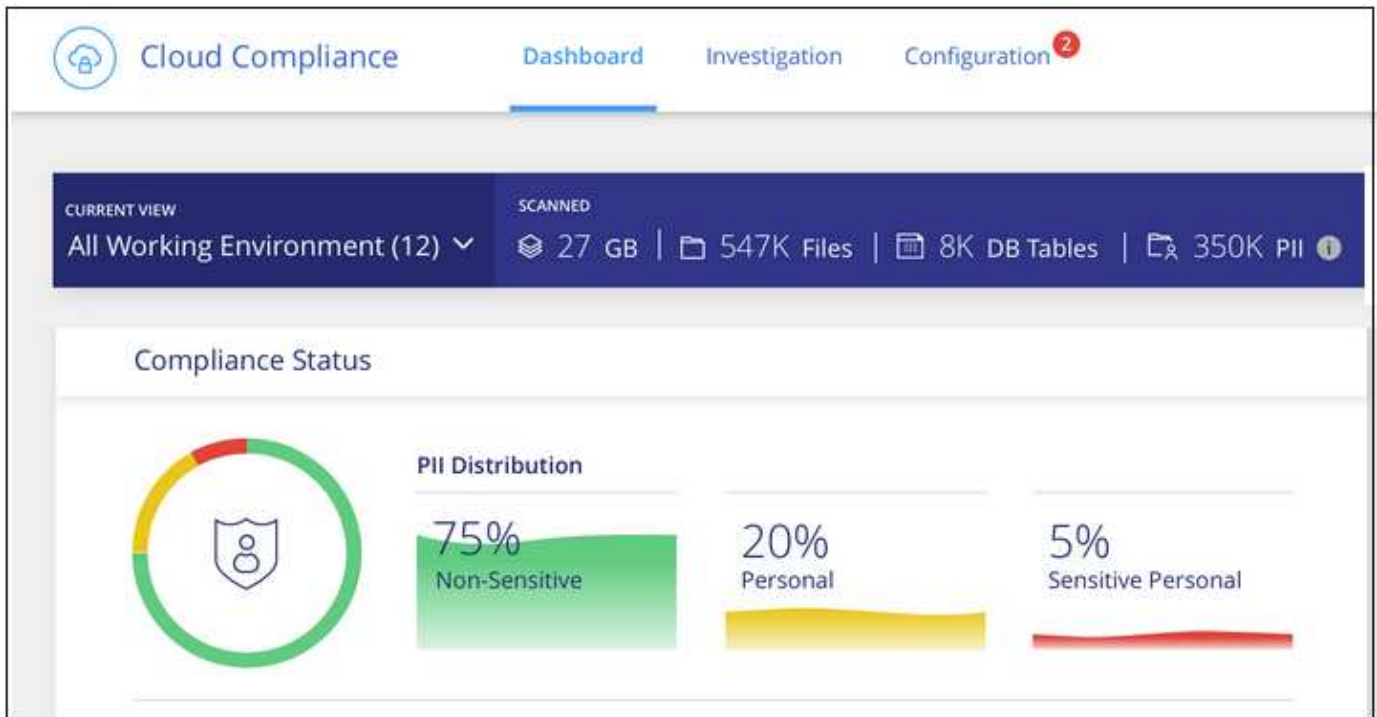 Cloud Compliance Dashboard Investigation Configuration 2
CURRENT VIEW
All Working Environment (12)
SCANNED
27 GB | 547K Files | 8K DB Tables | 350K PII i
Compliance Status
PII Distribution
75%
Non-Sensitive
20%
Personal
5%
Sensitive Personal